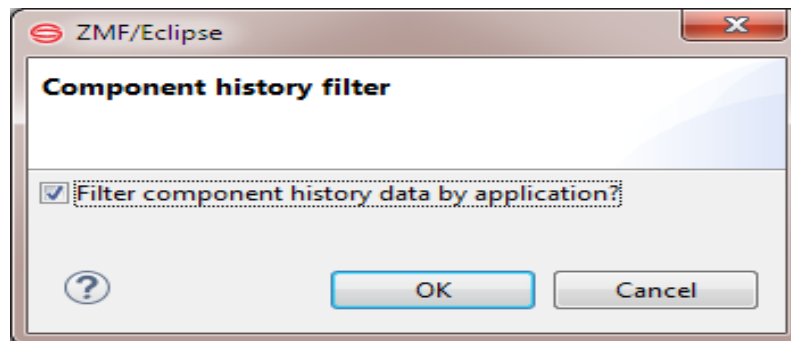 ZMF/Eclipse
Component history filter
Filter component history data by application?
?
OK
Cancel